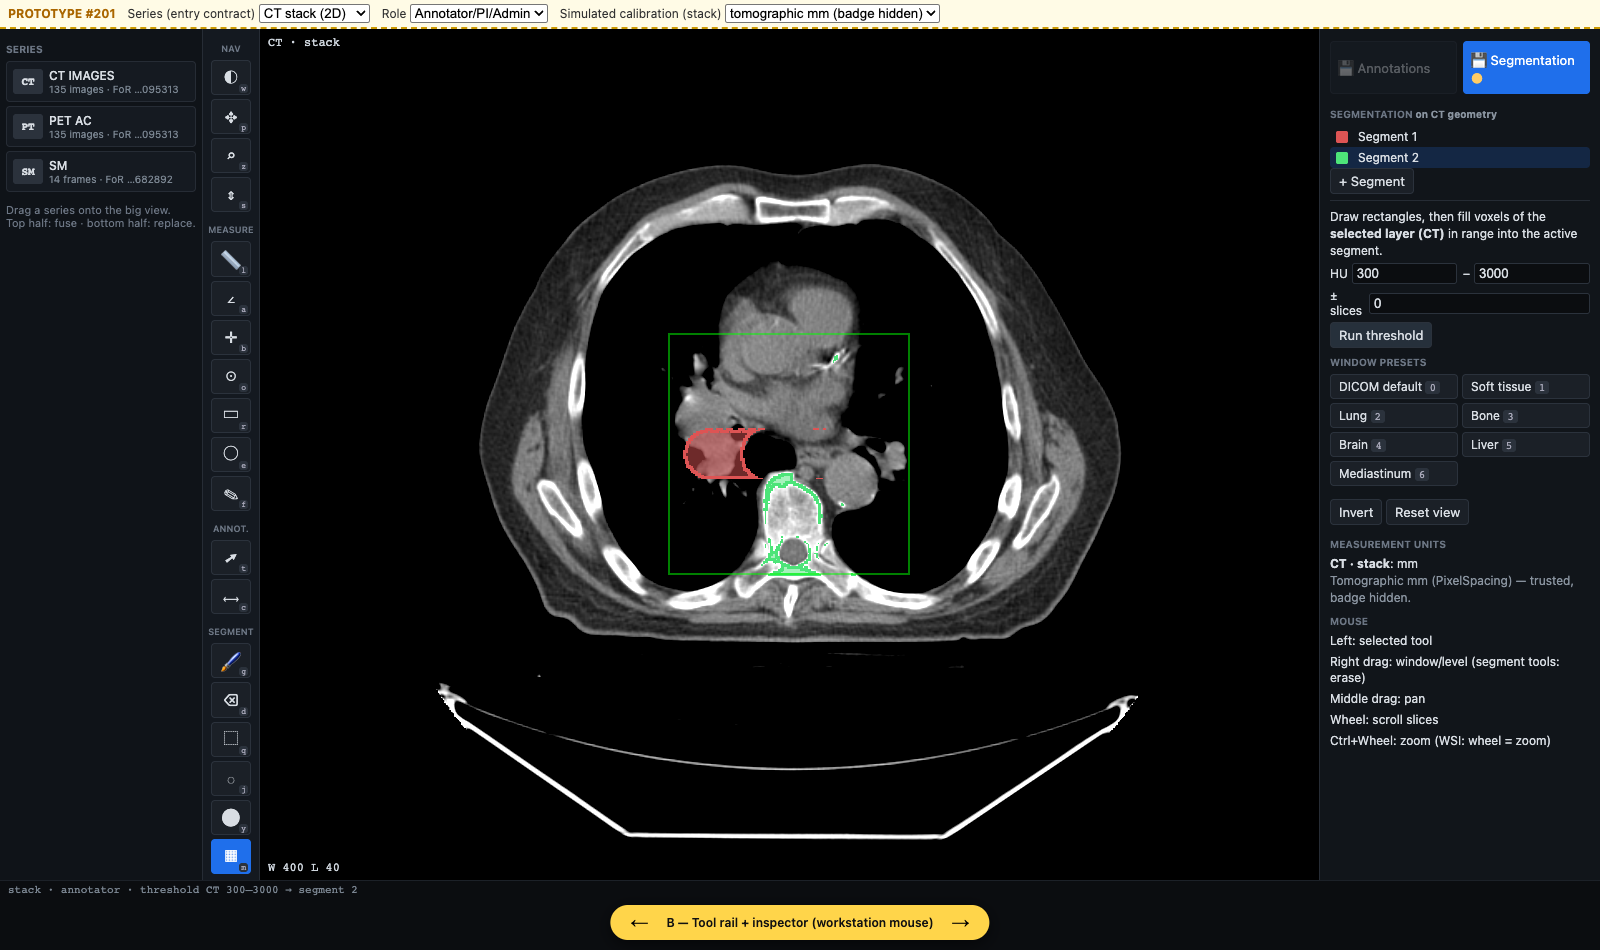 PROTOTYPE #201 Series (entry contract) CT stack (2D) Role Annotator/PI/Admin Simulated calibration (stack) tomographic mm (badge hidden)
SERIES
CT CT IMAGES
135 images · FoR …095313
PT PET AC
135 images · FoR …095313
SM SM
14 frames · FoR …682892
Drag a series onto the big view.
Top half: fuse · bottom half: replace.
NAV
w
p
z
s
MEASURE
l
a
b
o
r
e
f
ANNOT.
t
c
SEGMENT
g
d
q
j
y
m
CT · stack
W 400 L 40
Annotations
Segmentation
SEGMENTATION on CT geometry
Segment 1
Segment 2
+ Segment
Draw rectangles, then fill voxels of the
selected layer (CT) in range into the active
segment.
HU 300 – 3000
±
slices 0
Run threshold
WINDOW PRESETS
DICOM default 0 Soft tissue 1
Lung 2 Bone 3
Brain 4 Liver 5
Mediastinum 6
Invert Reset view
MEASUREMENT UNITS
CT · stack: mm
Tomographic mm (PixelSpacing) — trusted,
badge hidden.
MOUSE
Left: selected tool
Right drag: window/level (segment tools:
erase)
Middle drag: pan
Wheel: scroll slices
Ctrl+Wheel: zoom (WSI: wheel = zoom)
stack · annotator · threshold CT 300–3000 → segment 2
← B — Tool rail + inspector (workstation mouse) →